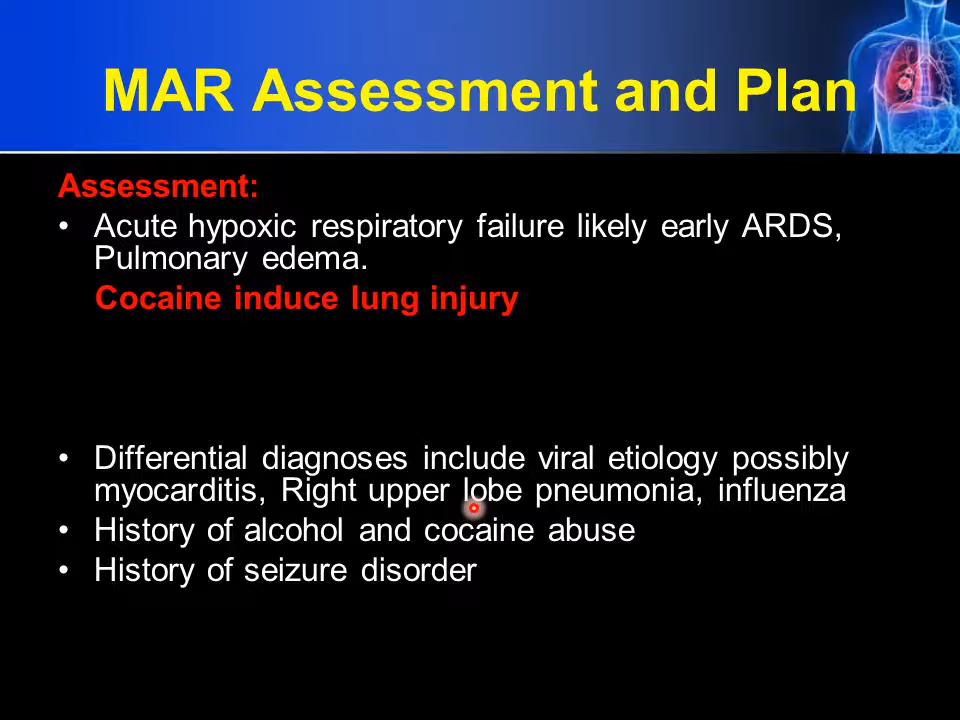 MAR Assessment and Plan
Assessment:
• Acute hypoxic respiratory failure likely early ARDS,
Pulmonary edema.
Cocaine induce lung injury
• Differential diagnoses include viral etiology possibly
myocarditis, Right upper lobe pneumonia, influenza
• History of alcohol and cocaine abuse
• History of seizure disorder